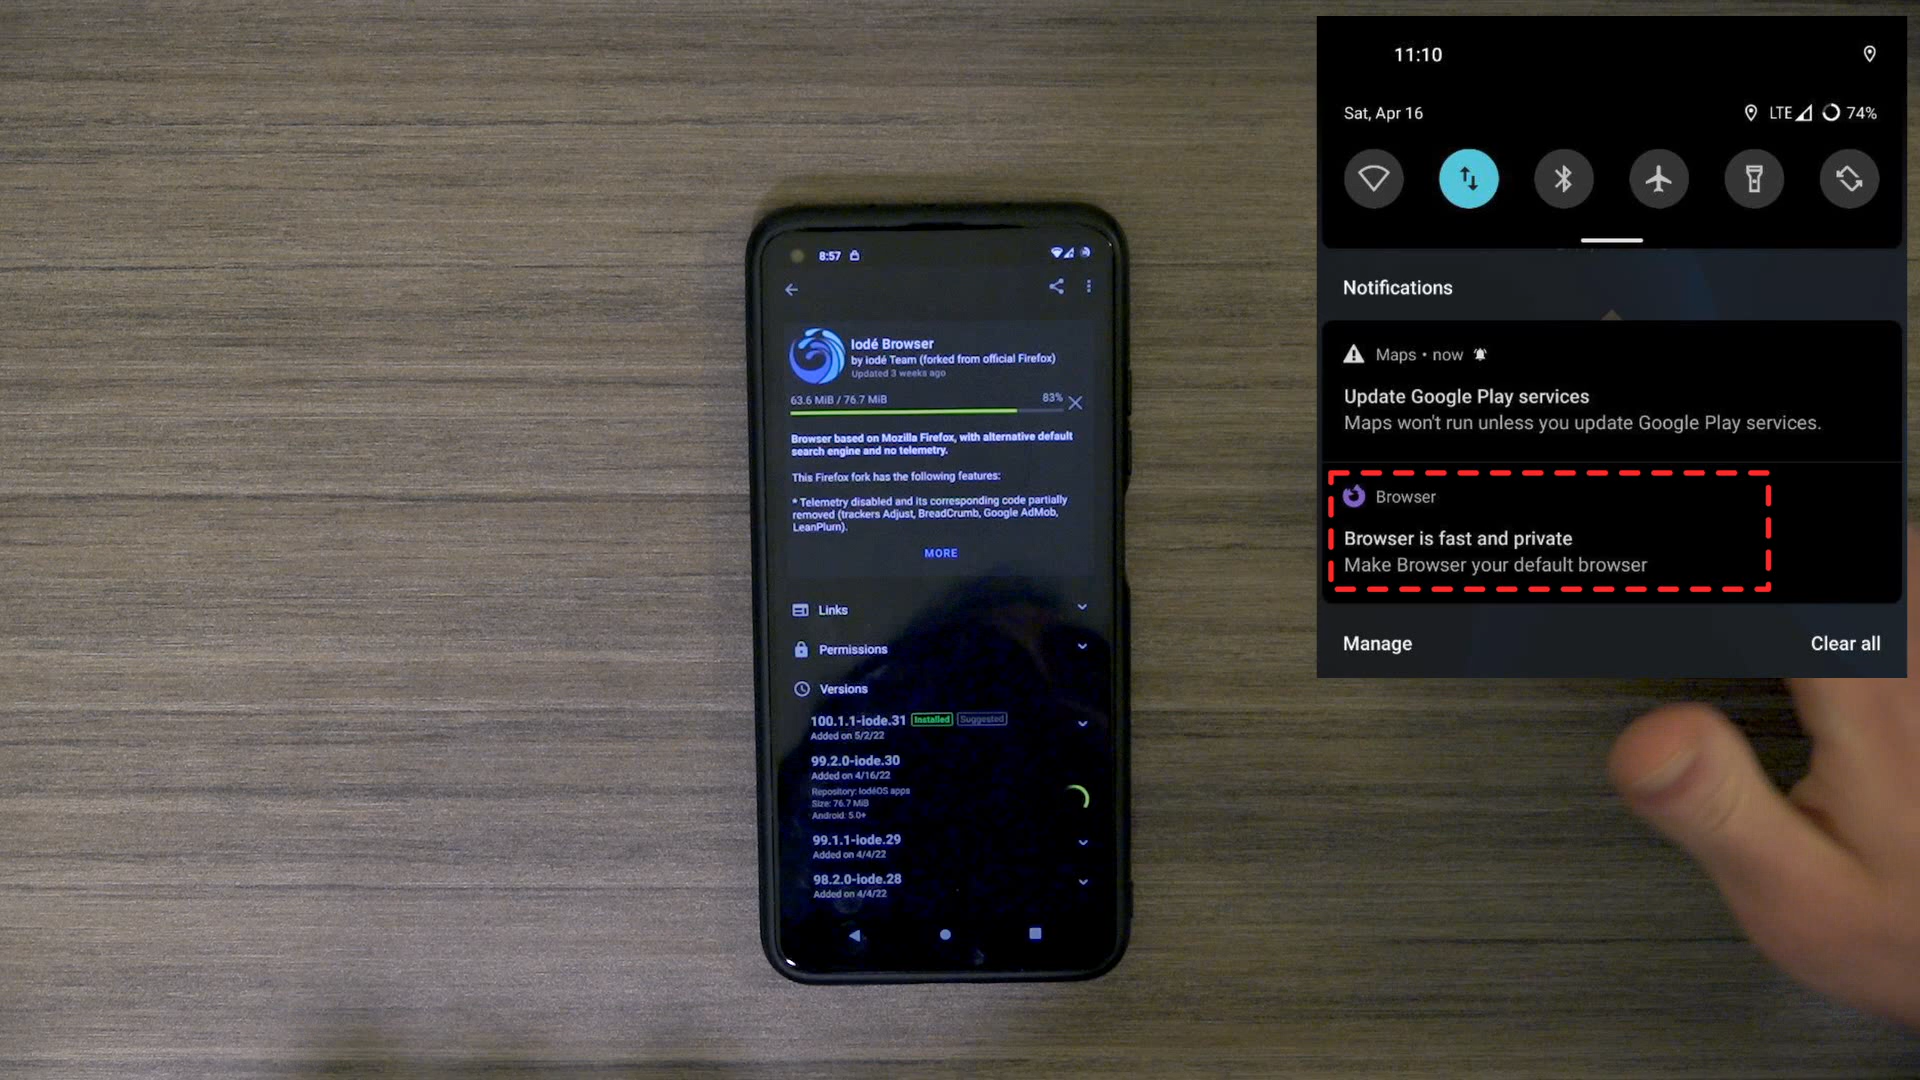 8:57
Iodé Browser
by iodé Team (forked from official Firefox)
Updated 3 weeks ago
63.6 MiB / 76.7 MiB
83%
Browser based on Mozilla Firefox, with alternative default
search engine and no telemetry.
This Firefox fork has the following features:
* Telemetry disabled and its corresponding code partially
removed (trackers Adjust, BreadCrumb, Google AdMob,
LeanPlum).
MORE
Links
Permissions
Versions
100.1.1-iode.31 Installed Suggested
Added on 5/2/22
99.2.0-iode.30
Added on 4/16/22
Repository: IodéOS apps
Size: 76.7 MiB
Android: 5.0+
99.1.1-iode.29
Added on 4/4/22
98.2.0-iode.28
Added on 4/4/22
11:10
Sat, Apr 16
LTE 74%
Notifications
Maps • now
Update Google Play services
Maps won't run unless you update Google Play services.
Browser
Browser is fast and private
Make Browser your default browser
Manage
Clear all